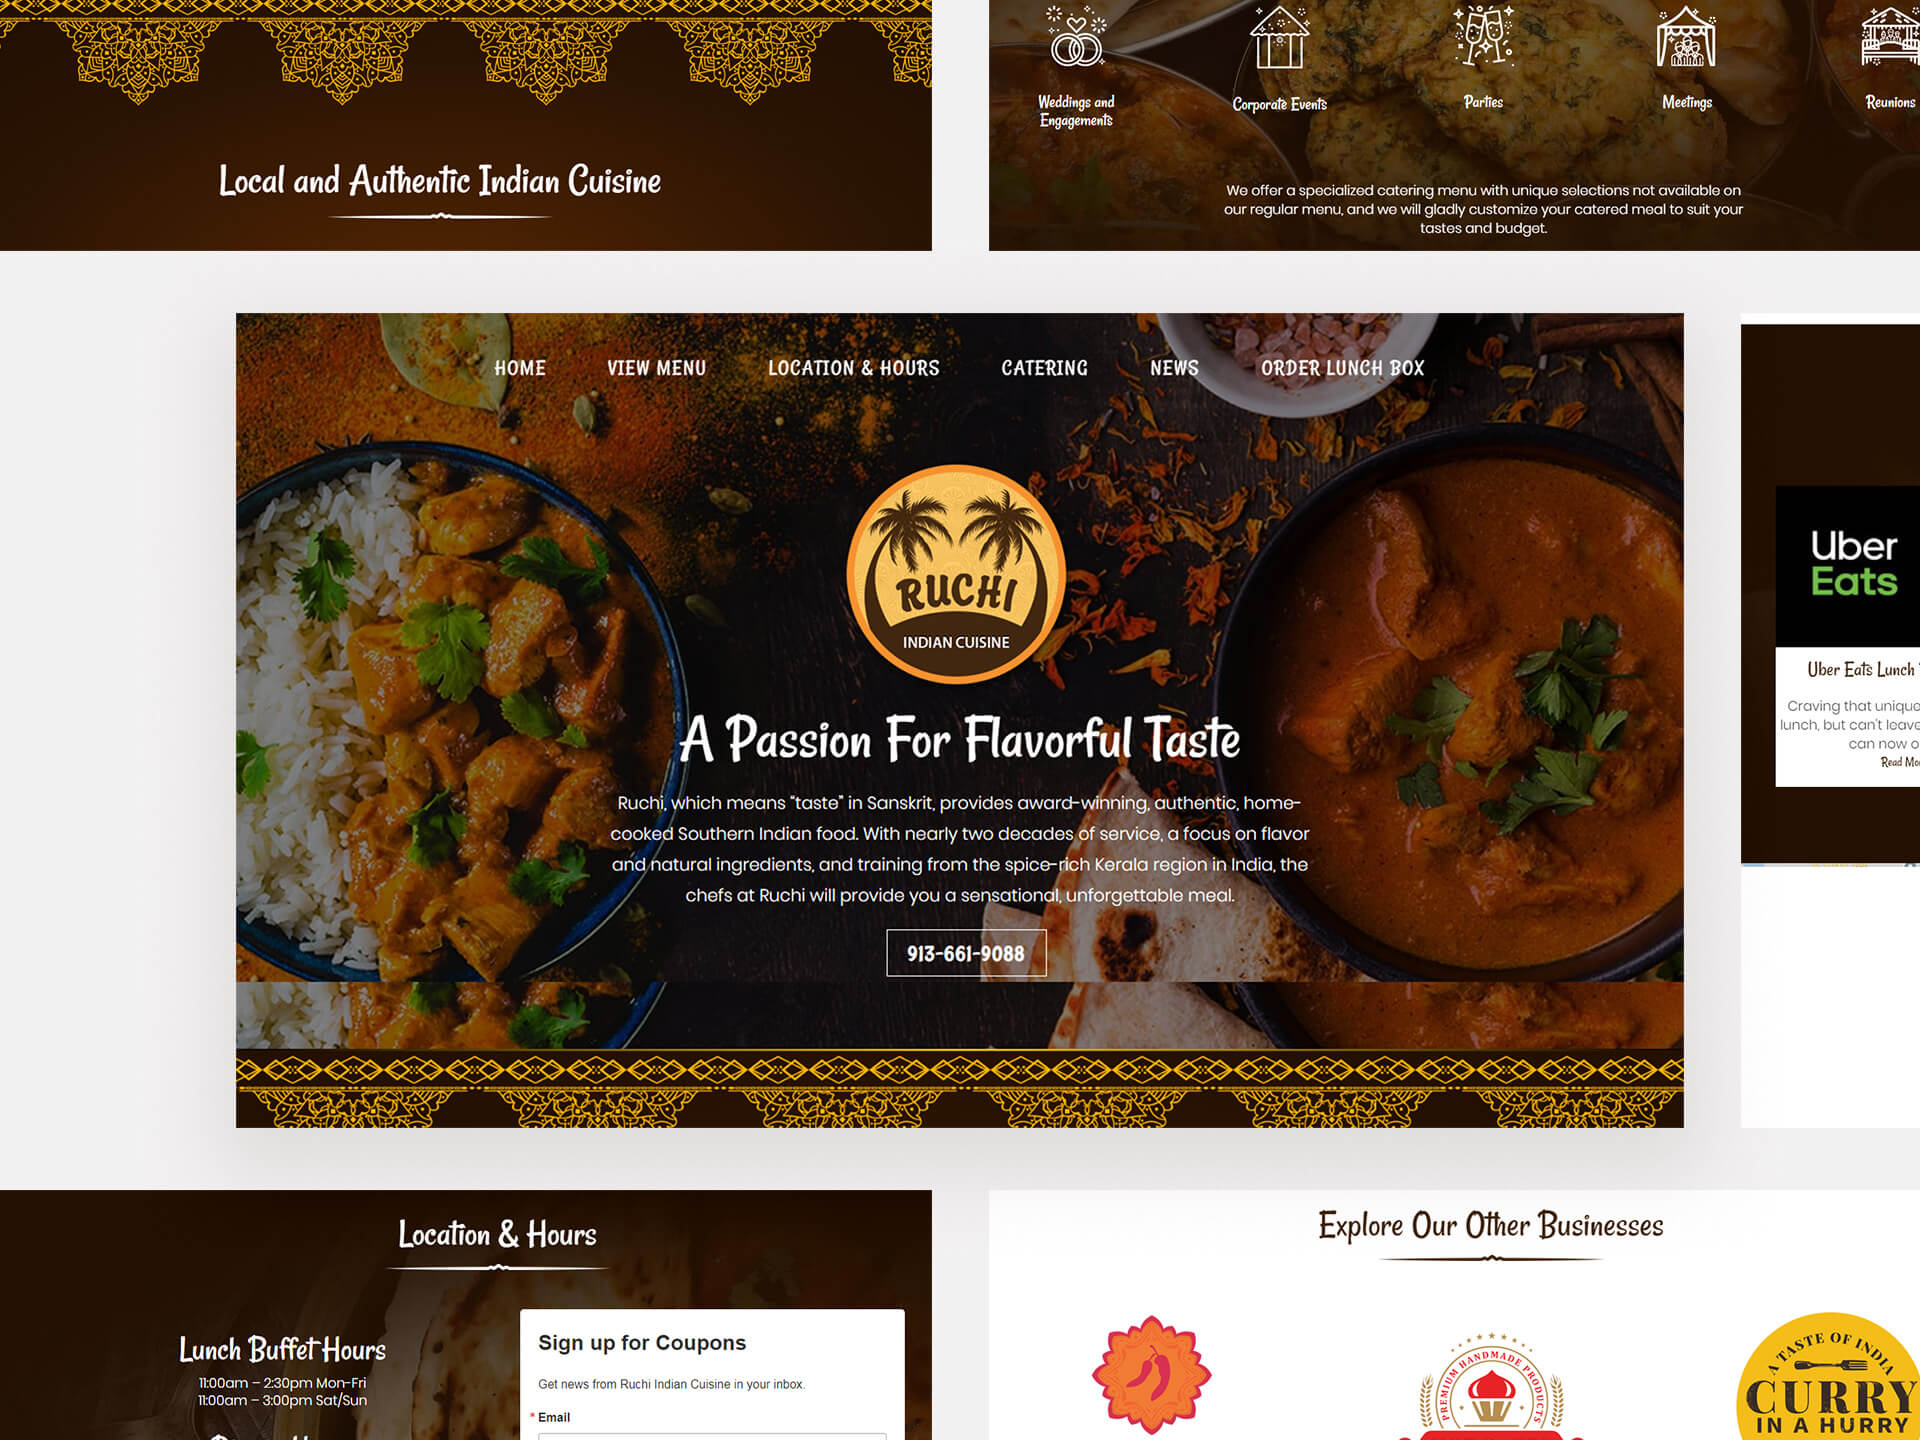 Local and Authentic Indian Cuisine
Weddings and
Engagements
Corporate Events
Parties
Meetings
Reunions
We offer a specialized catering menu with unique selections not available on
our regular menu, and we will gladly customize your catered meal to suit your
tastes and budget.
HOME VIEW MENU LOCATION & HOURS CATERING NEWS ORDER LUNCH BOX
RUCHI
INDIAN CUISINE
A Passion For Flavorful Taste
Ruchi, which means “taste” in Sanskrit, provides award-winning, authentic, home-
cooked Southern Indian food. With nearly two decades of service, a focus on flavor
and natural ingredients, and training from the spice-rich Kerala region in India, the
chefs at Ruchi will provide you a sensational, unforgettable meal.
913-661-9088
Uber
Eats
Uber Eats Lunch
Craving that unique
lunch, but can't leave
can now
Read
Location & Hours
Lunch Buffet Hours
11:00am – 2:30pm Mon-Fri
11:00am – 3:00pm Sat/Sun
Sign up for Coupons
Get news from Ruchi Indian Cuisine in your inbox.
* Email
Explore Our Other Businesses
PREMIUM HANDMADE PRODUCTS
A TASTE OF INDIA
CURRY
IN A HURRY